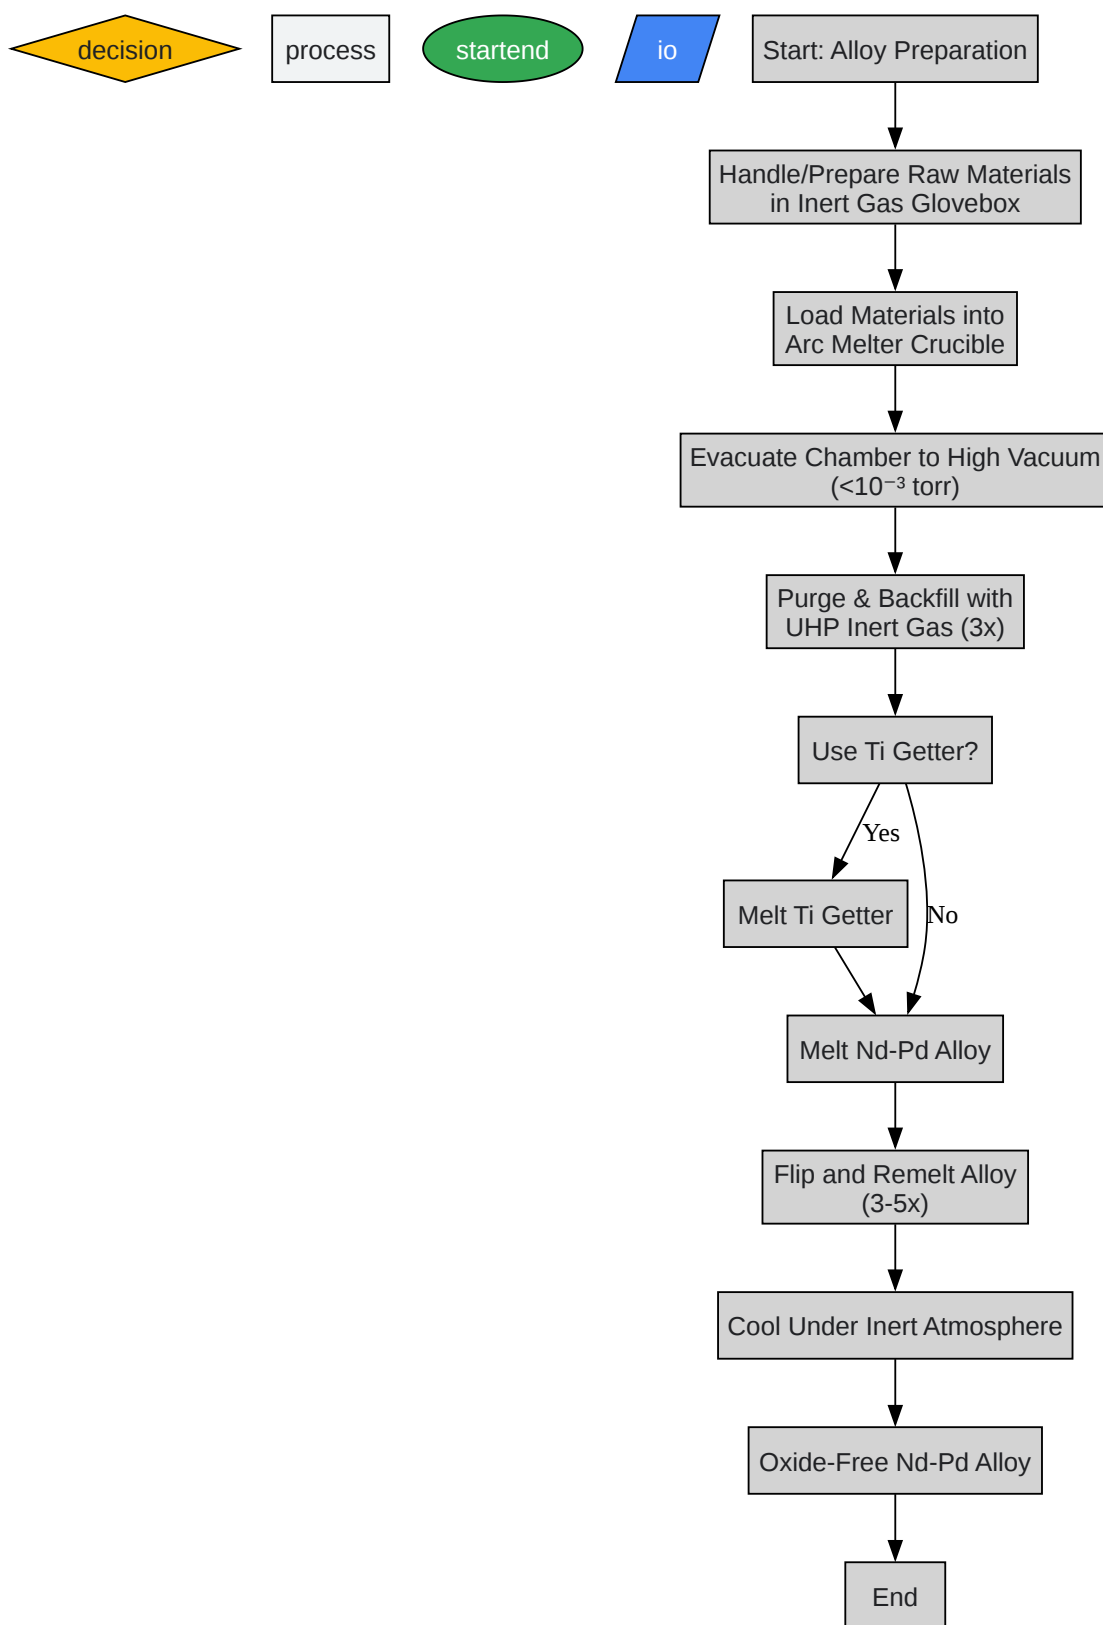 decision
process
startend
io
Start: Alloy Preparation
Handle/Prepare Raw Materials
in Inert Gas Glovebox
Load Materials into
Arc Melter Crucible
Evacuate Chamber to High Vacuum
(<10⁻³ torr)
Purge & Backfill with
UHP Inert Gas (3x)
Use Ti Getter?
Yes
Melt Ti Getter
No
Melt Nd-Pd Alloy
Flip and Remelt Alloy
(3-5x)
Cool Under Inert Atmosphere
Oxide-Free Nd-Pd Alloy
End